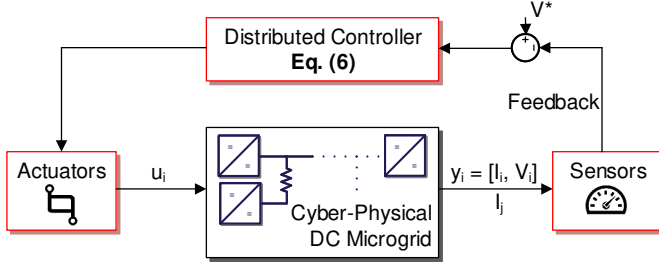 V*
Distributed Controller
Eq. (6)
+
-
Feedback
Actuators
uᵢ
= =
= =
= =
Cyber-Physical
DC Microgrid
yᵢ = [Iᵢ, Vᵢ]
Iⱼ
Sensors